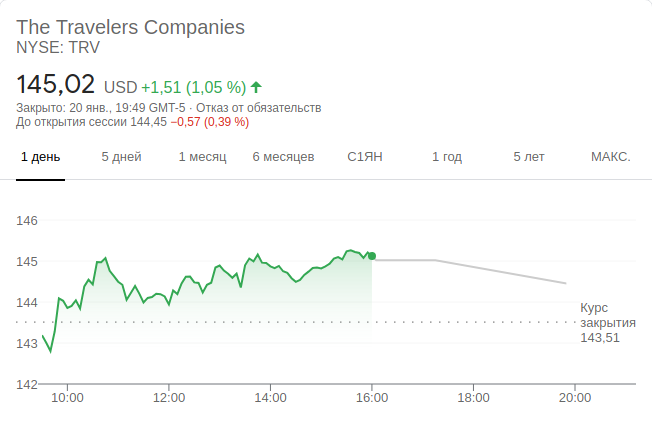 The Travelers Companies
NYSE: TRV
145,02 USD +1,51 (1,05 %)
Закрыто: 20 янв., 19:49 GMT-5 · Отказ от обязательств
До открытия сессии 144,45 −0,57 (0,39 %)
1 день 5 дней 1 месяц 6 месяцев С1ЯН 1 год 5 лет МАКС.
146
145
144
Курс
закрытия
143,51
143
142
10:00 12:00 14:00 16:00 18:00 20:00